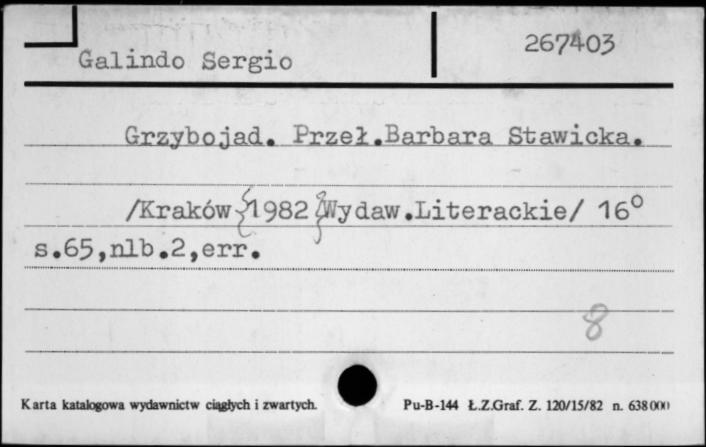 267403
Galindo Sergio
Grzybojad. Przeł.Barbara Stawicka.
/Kraków 1982 Wydaw.Literackie/ 16°
s.65,nlb.2,err.
8
Karta katalogowa wydawnictw ciągłych i zwartych. Pu-B-144 Ł.Z.Graf. Z. 120/15/82 n. 638000